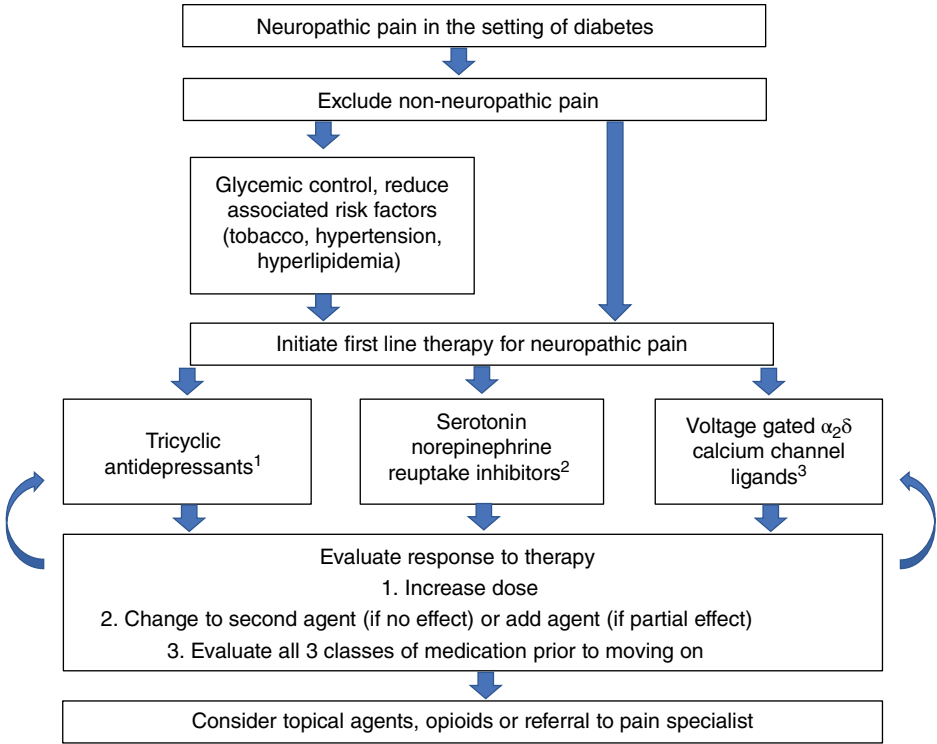 Neuropathic pain in the setting of diabetes
Exclude non-neuropathic pain
Glycemic control, reduce
associated risk factors
(tobacco, hypertension,
hyperlipidemia)
Initiate first line therapy for neuropathic pain
Tricyclic
antidepressants¹
Serotonin
norepinephrine
reuptake inhibitors²
Voltage gated α₂δ
calcium channel
ligands³
Evaluate response to therapy
1. Increase dose
2. Change to second agent (if no effect) or add agent (if partial effect)
3. Evaluate all 3 classes of medication prior to moving on
Consider topical agents, opioids or referral to pain specialist